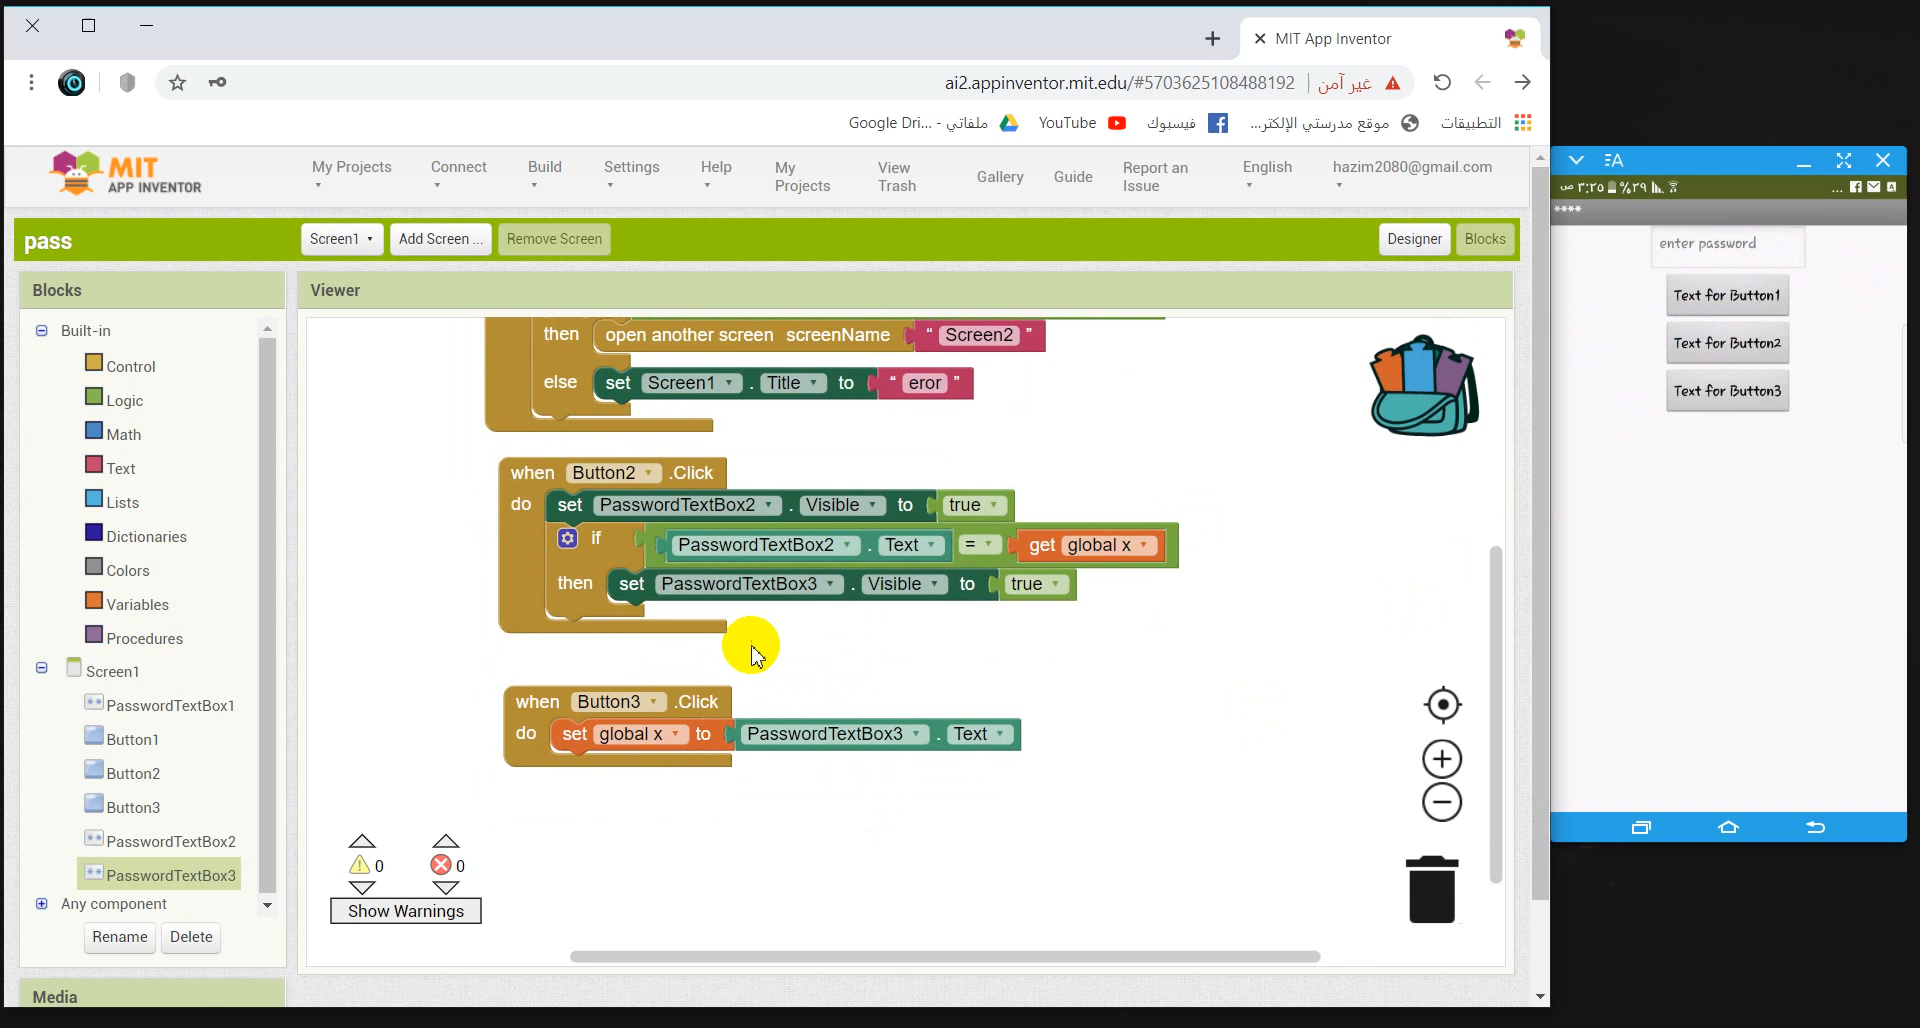 MIT App Inventor
ai2.appinventor.mit.edu/#5703625108488192 | غير آمن
Google Dri... - ملفاتي YouTube فيسبوك موقع مدرستي الإلكتر... التطبيقات
MIT APP INVENTOR
My Projects Connect Build Settings Help My Projects View Trash Gallery Guide Report an Issue English hazim2080@gmail.com
pass Screen1 Add Screen ... Remove Screen Designer Blocks
Blocks
Built-in
Control
Logic
Math
Text
Lists
Dictionaries
Colors
Variables
Procedures
Screen1
PasswordTextBox1
Button1
Button2
Button3
PasswordTextBox2
PasswordTextBox3
Any component
Rename Delete
Media
Viewer
then open another screen screenName " Screen2 "
else set Screen1 . Title to " eror "
when Button2 .Click
do set PasswordTextBox2 . Visible to true
if PasswordTextBox2 . Text = get global x
then set PasswordTextBox3 . Visible to true
when Button3 .Click
do set global x to PasswordTextBox3 . Text
0 0
Show Warnings
A
٣:٢٥ ص %٢٩ ...
****
enter password
Text for Button1
Text for Button2
Text for Button3